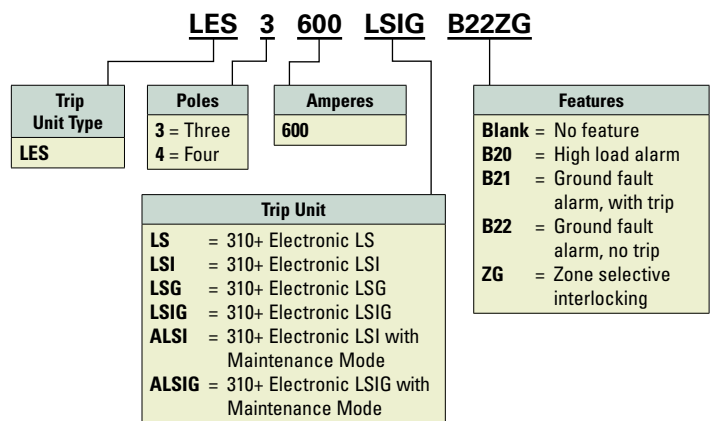 LES 3 600 LSIG B22ZG
Trip
Unit Type
LES
Poles
3 = Three
4 = Four
Amperes
600
Trip Unit
LS = 310+ Electronic LS
LSI = 310+ Electronic LSI
LSG = 310+ Electronic LSG
LSIG = 310+ Electronic LSIG
ALSI = 310+ Electronic LSI with
Maintenance Mode
ALSIG = 310+ Electronic LSIG with
Maintenance Mode
Features
Blank = No feature
B20 = High load alarm
B21 = Ground fault
alarm, with trip
B22 = Ground fault
alarm, no trip
ZG = Zone selective
interlocking